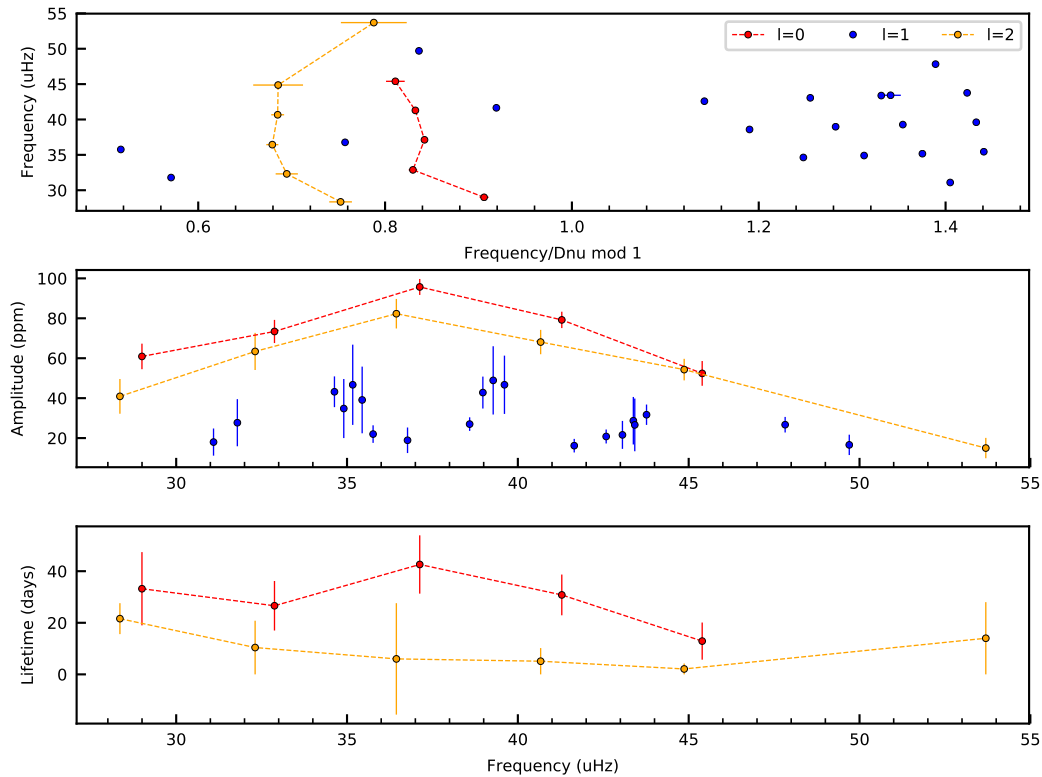 55
50
45
40
35
30
Frequency (uHz)
l=0 l=1 l=2
0.6 0.8 1.0 1.2 1.4
Frequency/Dnu mod 1
100
80
60
40
20
Amplitude (ppm)
30 35 40 45 50 55
40
20
0
Lifetime (days)
30 35 40 45 50 55
Frequency (uHz)